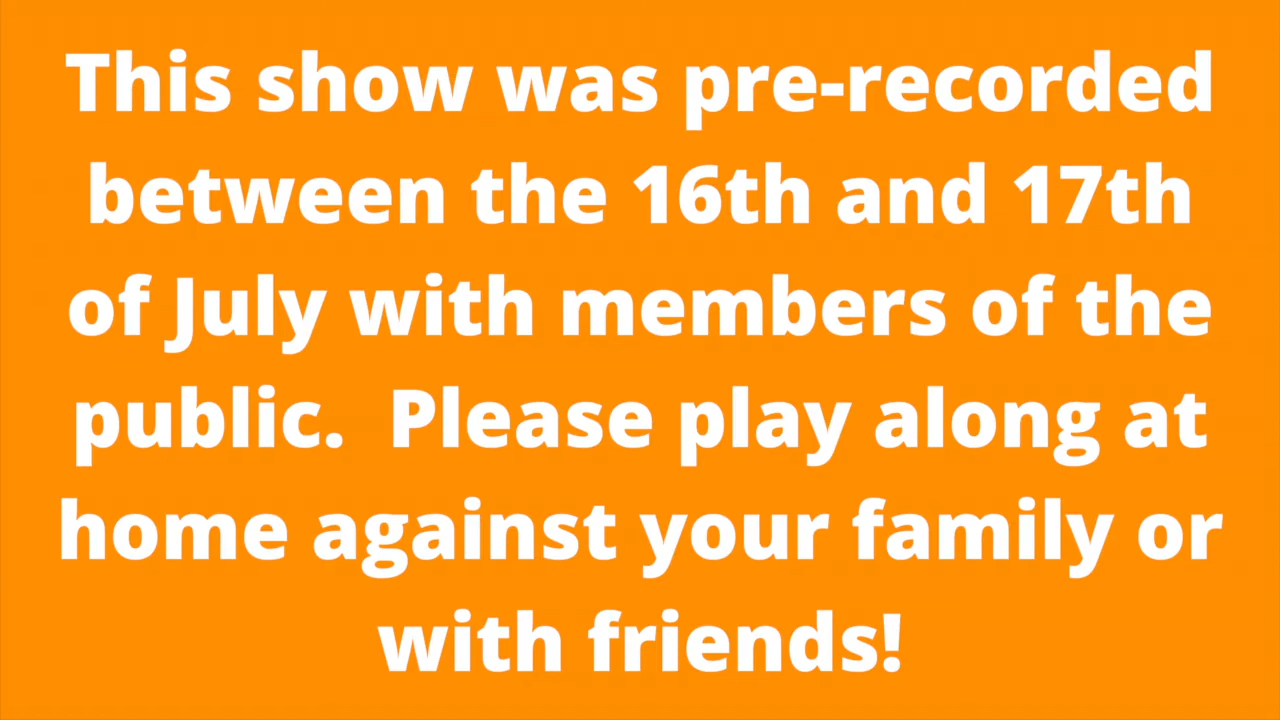 This show was pre-recorded
between the 16th and 17th
of July with members of the
public.  Please play along at
home against your family or
with friends!